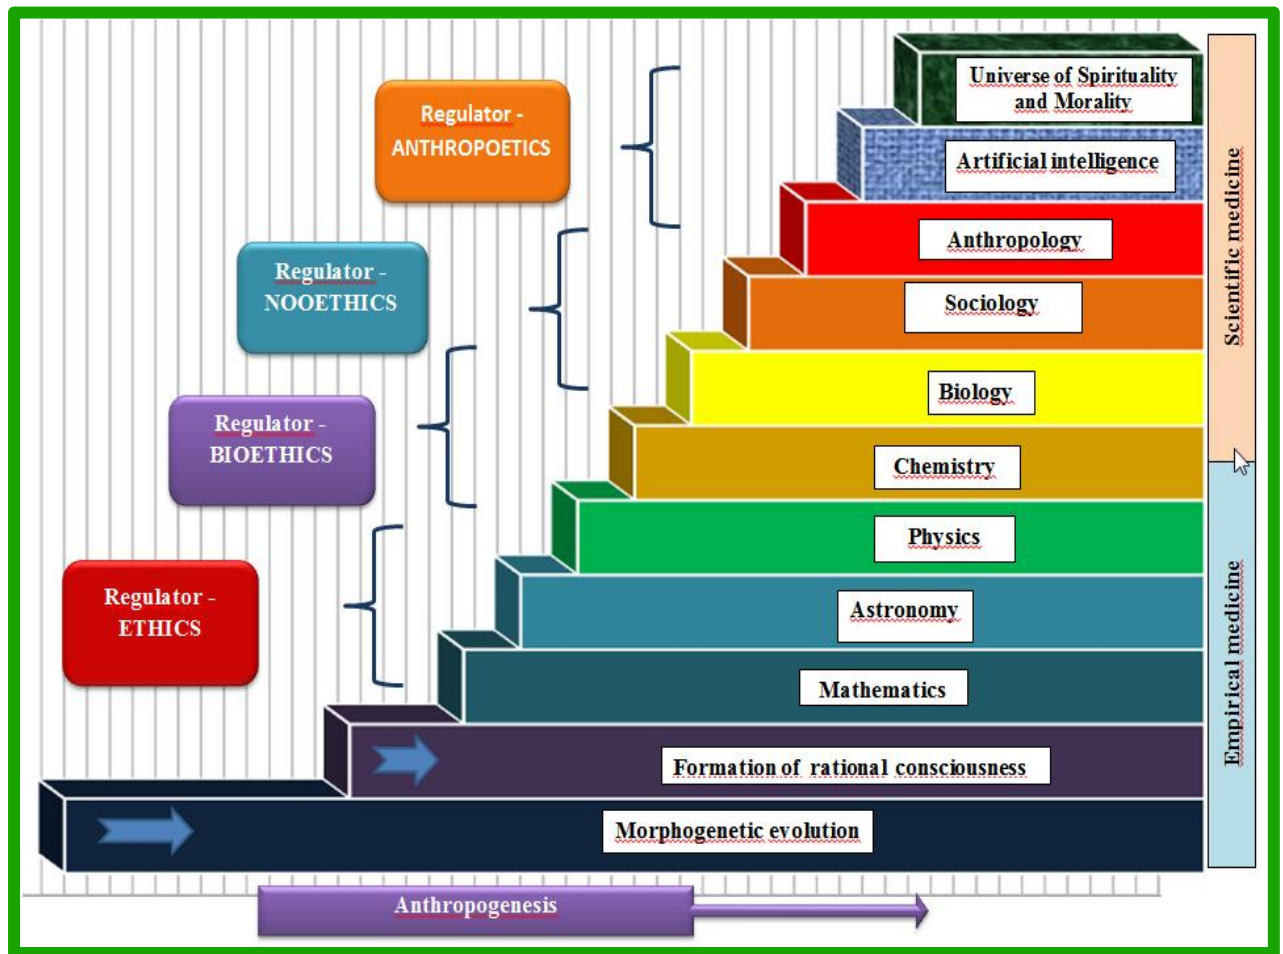 Universe of Spirituality
and Morality
Regulator -
ANTHROPOETICS
Artificial intelligence
Anthropology
Regulator -
NOOETHICS
Sociology
Biology
Regulator -
BIOETHICS
Chemistry
Physics
Regulator -
ETHICS
Astronomy
Mathematics
Formation of rational consciousness
Morphogenetic evolution
Anthropogenesis
Scientific medicine
Empirical medicine